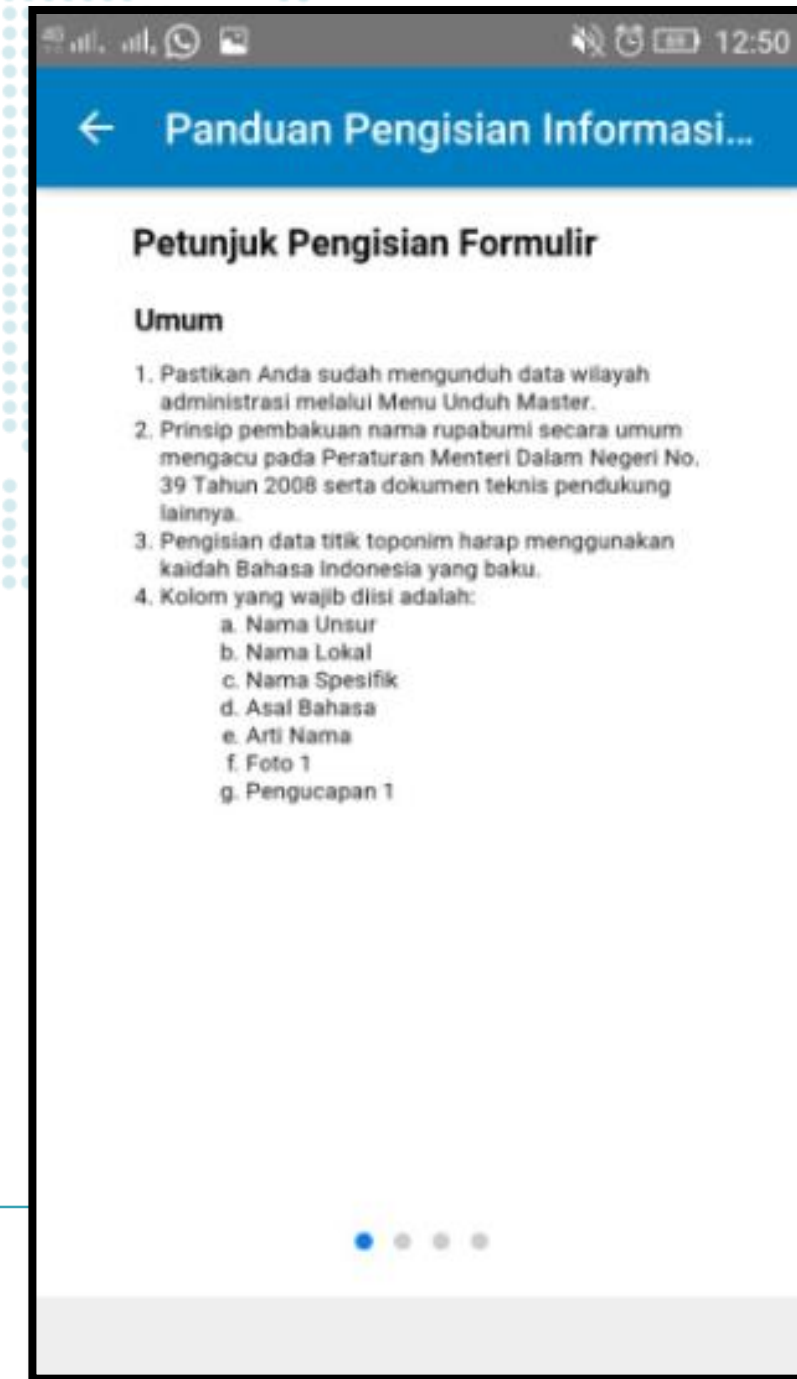 12:50
Panduan Pengisian Informasi...
Petunjuk Pengisian Formulir
Umum
1. Pastikan Anda sudah mengunduh data wilayah
administrasi melalui Menu Unduh Master.
2. Prinsip pembakuan nama rupabumi secara umum
mengacu pada Peraturan Menteri Dalam Negeri No.
39 Tahun 2008 serta dokumen teknis pendukung
lainnya.
3. Pengisian data titik toponim harap menggunakan
kaidah Bahasa Indonesia yang baku.
4. Kolom yang wajib diisi adalah:
a. Nama Unsur
b. Nama Lokal
c. Nama Spesifik
d. Asal Bahasa
e. Arti Nama
f. Foto 1
g. Pengucapan 1